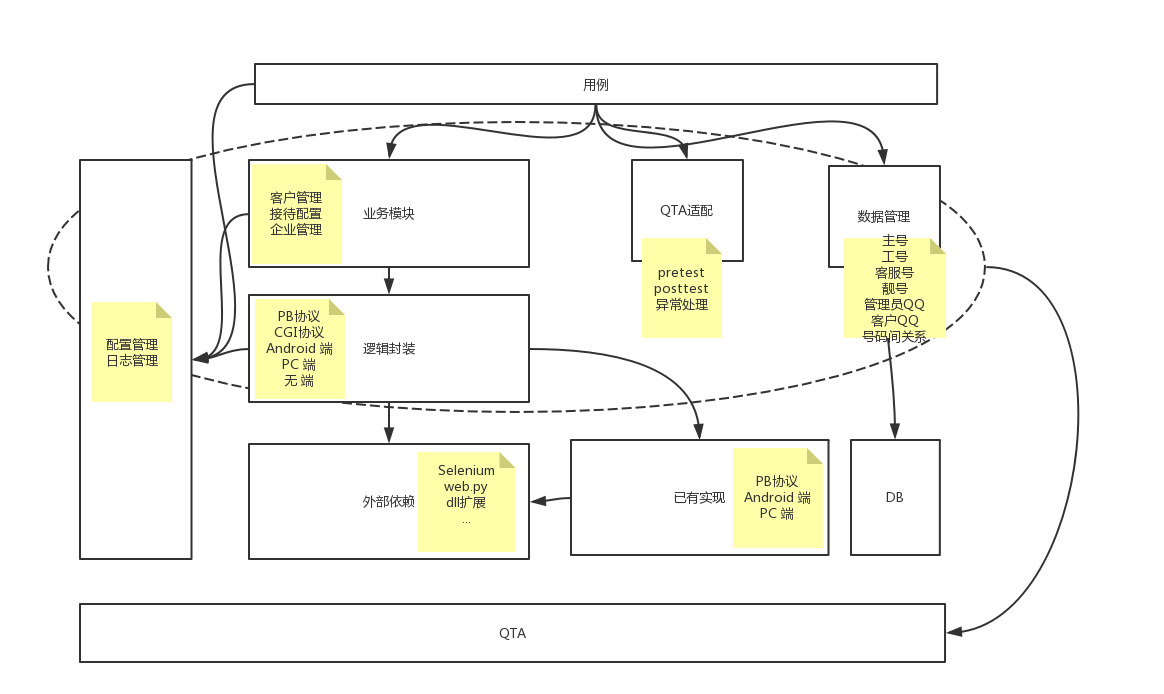 用例
客户管理
接待配置
企业管理
业务模块
QTA适配
pretest
posttest
异常处理
数据管理
主号
工号
客服号
靓号
管理员QQ
客户QQ
号码间关系
配置管理
日志管理
PB协议
CGI协议
Android 端
PC 端
无 端
逻辑封装
外部依赖
Selenium
web.py
dll扩展
...
已有实现
PB协议
Android 端
PC 端
DB
QTA